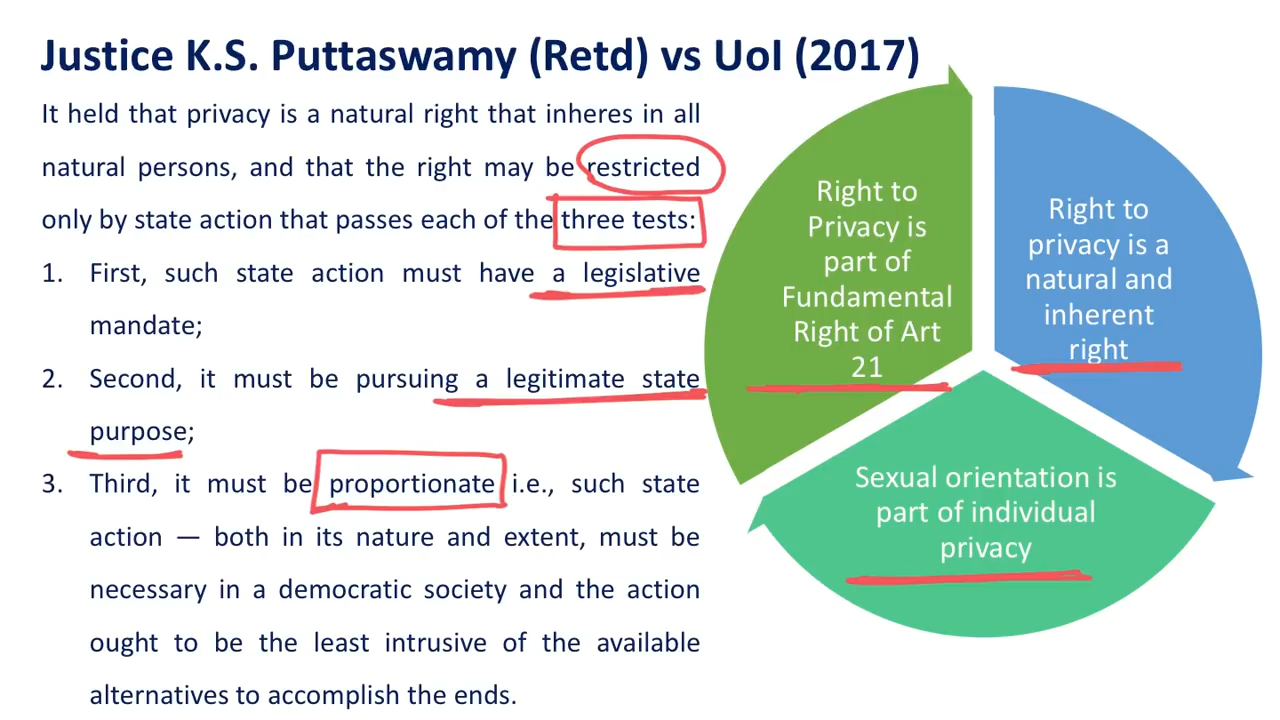 Justice K.S. Puttaswamy (Retd) vs UoI (2017)
It held that privacy is a natural right that inheres in all
natural persons, and that the right may be restricted
only by state action that passes each of the three tests:
1. First, such state action must have a legislative
mandate;
2. Second, it must be pursuing a legitimate state
purpose;
3. Third, it must be proportionate i.e., such state
action — both in its nature and extent, must be
necessary in a democratic society and the action
ought to be the least intrusive of the available
alternatives to accomplish the ends.
Right to
Privacy is
part of
Fundamental
Right of Art
21
Right to
privacy is a
natural and
inherent
right
Sexual orientation is
part of individual
privacy